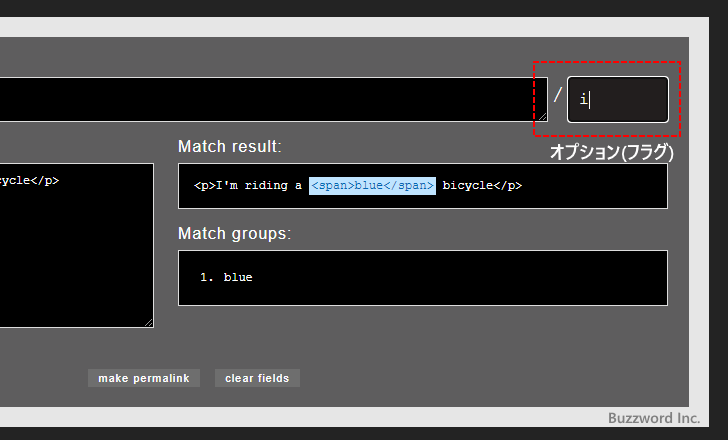 / i
オプション(フラグ)
Match result:
ycle</p>
<p>I'm riding a <span>blue</span> bicycle</p>
Match groups:
1. blue
make permalink clear fields
Buzzword Inc.